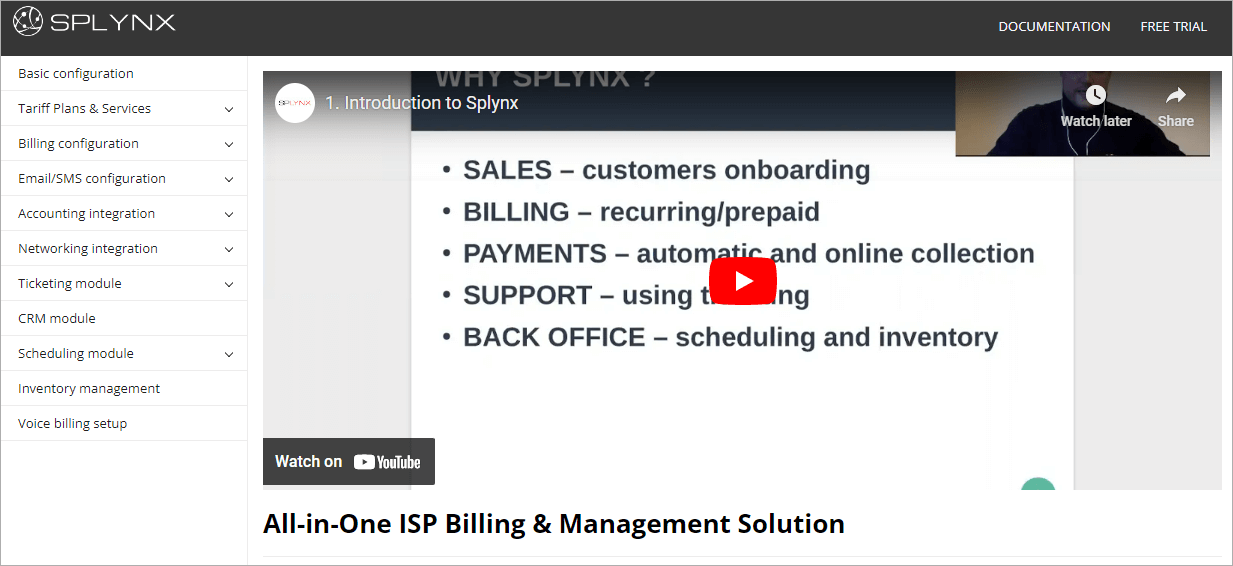 SPLYNX
DOCUMENTATION
FREE TRIAL
Basic configuration
Tariff Plans & Services
Billing configuration
Email/SMS configuration
Accounting integration
Networking integration
Ticketing module
CRM module
Scheduling module
Inventory management
Voice billing setup
WHY SPLYNX ?
SPLYNX
1. Introduction to Splynx
Watch later
Share
• SALES – customers onboarding
• BILLING – recurring/prepaid
• PAYMENTS – automatic and online collection
• SUPPORT – using
• BACK OFFICE – scheduling and inventory
Watch on YouTube
All-in-One ISP Billing & Management Solution